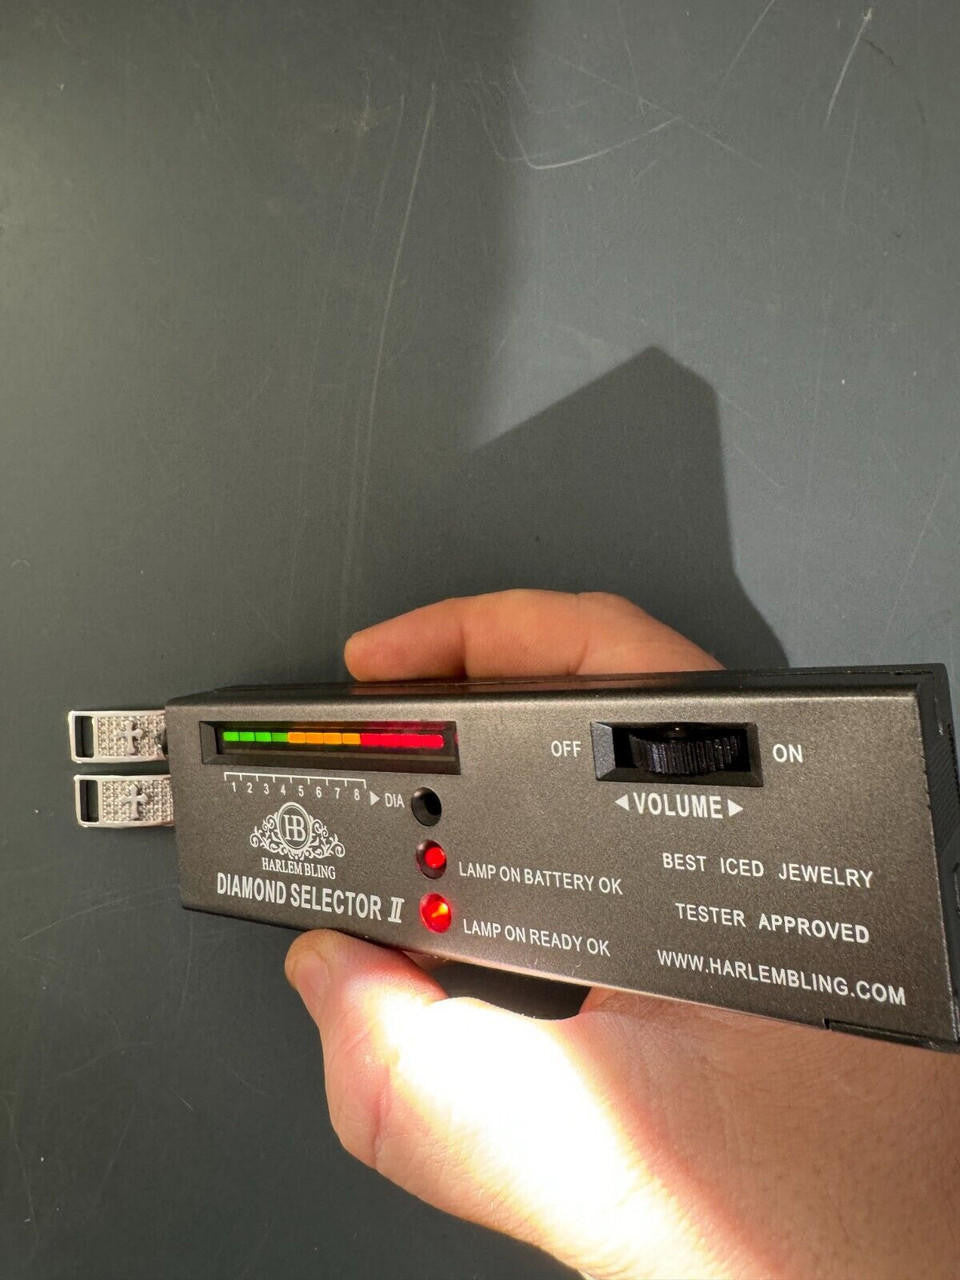 OFF
ON
◀VOLUME▶
1 2 3 4 5 6 7 8 ▶ DIA
HB
HARLEM BLING
DIAMOND SELECTOR II
LAMP ON BATTERY OK
LAMP ON READY OK
BEST ICED JEWELRY
TESTER APPROVED
WWW.HARLEMBLING.COM